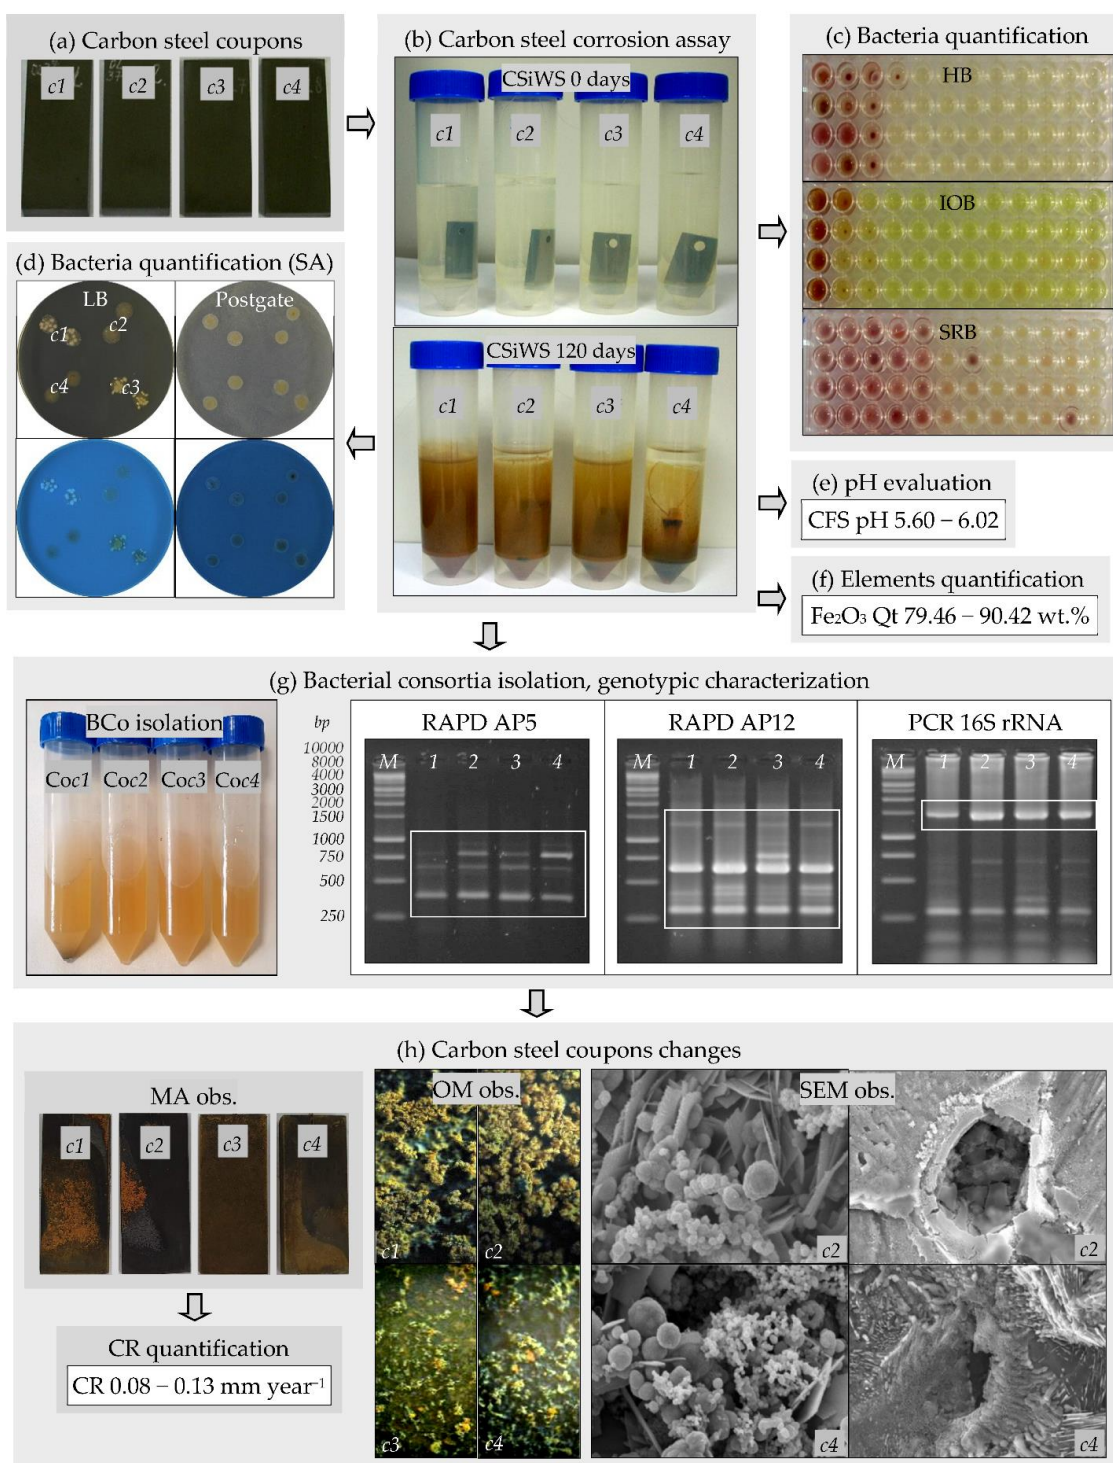 (a) Carbon steel coupons
c1 c2 c3 c4
(b) Carbon steel corrosion assay
CSiWS 0 days
c1 c2 c3 c4
CSiWS 120 days
c1 c2 c3 c4
(c) Bacteria quantification
HB
IOB
SRB
(d) Bacteria quantification (SA)
LB Postgate
c1 c2
c4 c3
(e) pH evaluation
CFS pH 5.60 − 6.02
(f) Elements quantification
Fe₂O₃ Qt 79.46 − 90.42 wt.%
(g) Bacterial consortia isolation, genotypic characterization
BCo isolation
Coc1 Coc2 Coc3 Coc4
bp
10000
8000
4000
3000
2000
1500
1000
750
500
250
RAPD AP5
M 1 2 3 4
RAPD AP12
M 1 2 3 4
PCR 16S rRNA
M 1 2 3 4
(h) Carbon steel coupons changes
MA obs.
c1 c2 c3 c4
CR quantification
CR 0.08 − 0.13 mm year⁻¹
OM obs.
c1 c2
c3 c4
SEM obs.
c2 c2
c4 c4